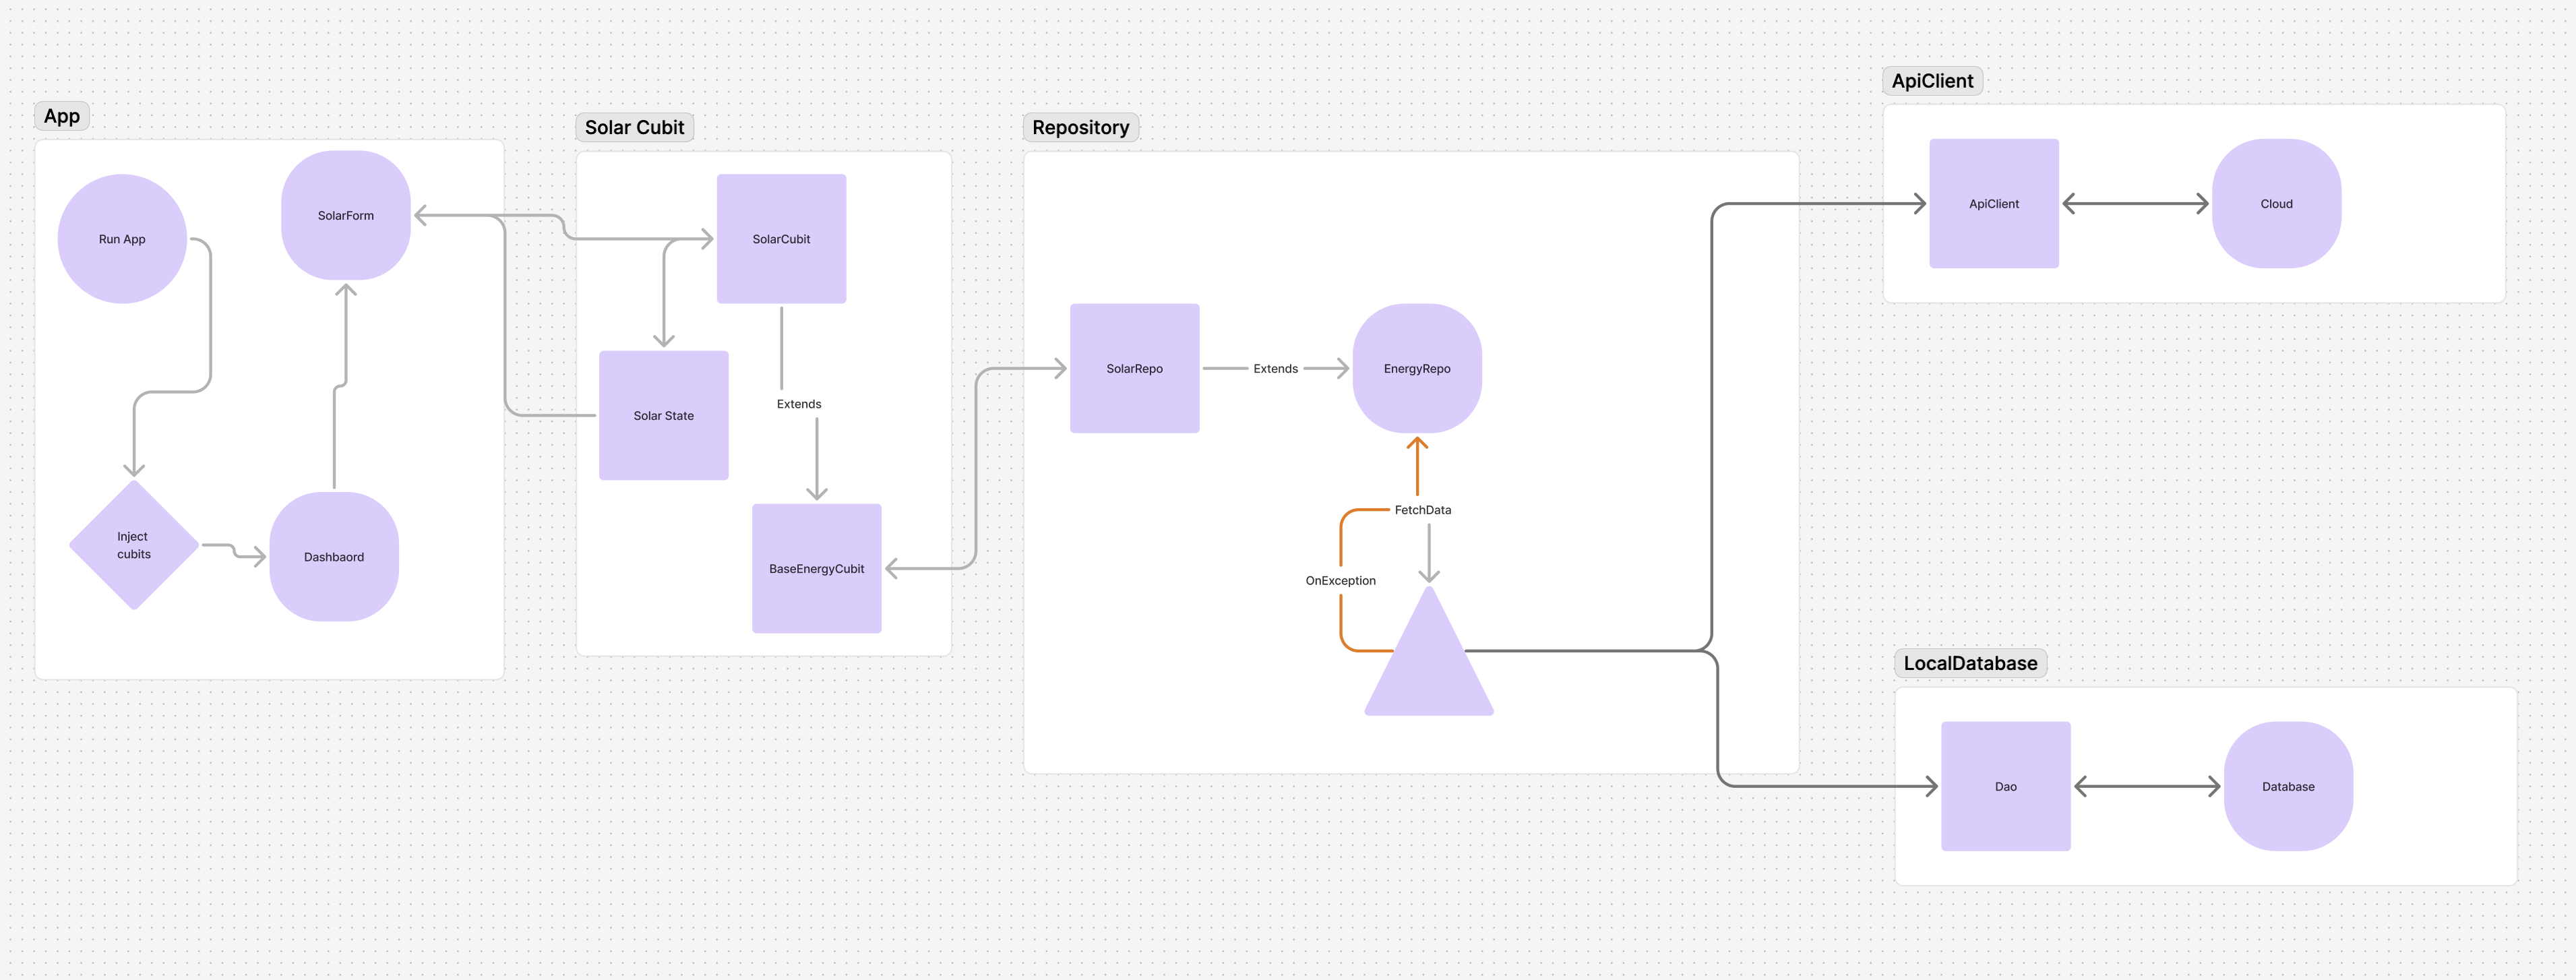 App
Run App
SolarForm
Inject
cubits
Dashbaord
Solar Cubit
SolarCubit
Solar State
Extends
BaseEnergyCubit
Repository
SolarRepo
Extends
EnergyRepo
FetchData
OnException
ApiClient
ApiClient
Cloud
LocalDatabase
Dao
Database